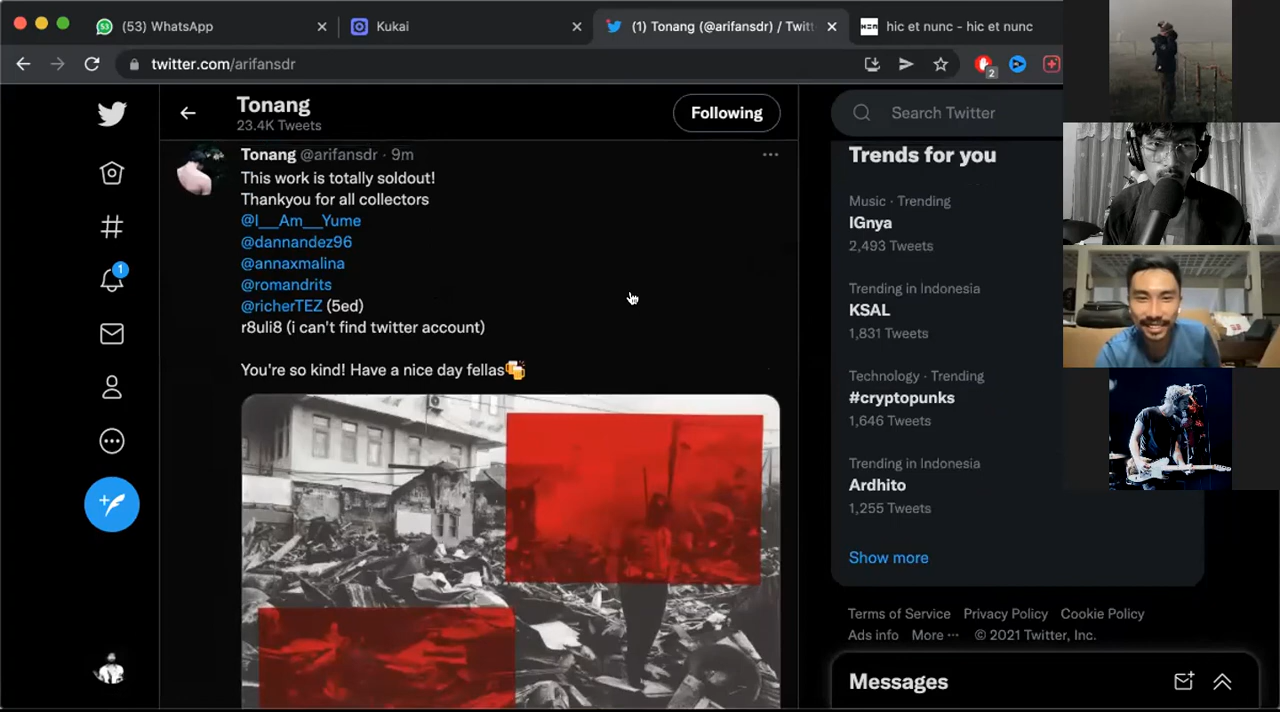 (53) WhatsApp
Kukai
(1) Tonang (@arifansdr) / Twitt
hic et nunc - hic et nunc
twitter.com/arifansdr
2
Tonang
23.4K Tweets
Following
Search Twitter
Tonang @arifansdr · 9m
This work is totally soldout!
Thankyou for all collectors
@I__Am__Yume
@dannandez96
@annaxmalina
@romandrits
@richerTEZ (5ed)
r8uli8 (i can't find twitter account)
You're so kind! Have a nice day fellas🍻
1
Trends for you
Music · Trending
IGnya
2,493 Tweets
Trending in Indonesia
KSAL
1,831 Tweets
Technology · Trending
#cryptopunks
1,646 Tweets
Trending in Indonesia
Ardhito
1,255 Tweets
Show more
Terms of Service Privacy Policy Cookie Policy
Ads info More ··· © 2021 Twitter, Inc.
Messages